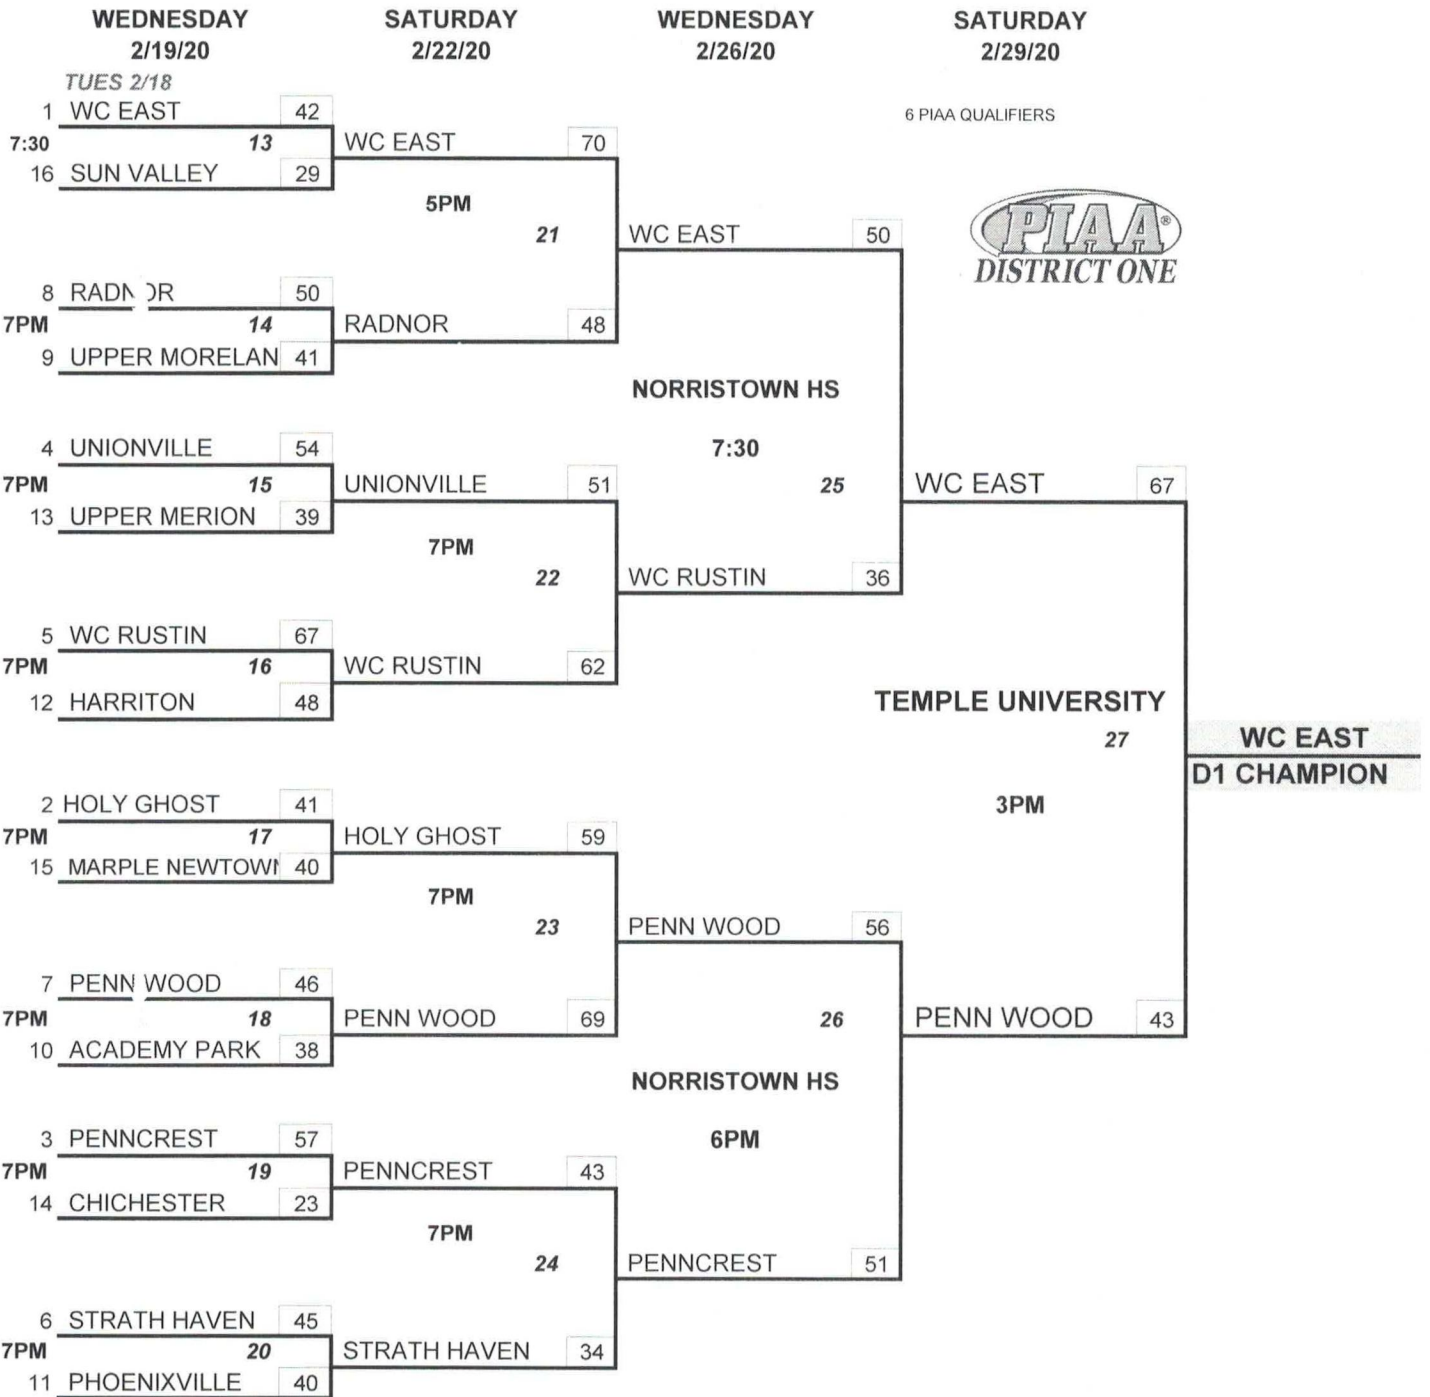 WEDNESDAY SATURDAY WEDNESDAY SATURDAY
2/19/20 2/22/20 2/26/20 2/29/20
TUES 2/18
1 WC EAST 42
6 PIAA QUALIFIERS
7:30 13 WC EAST 70
16 SUN VALLEY 29
5PM
21 WC EAST 50
PIAA®
DISTRICT ONE
8 RADNOR 50
7PM 14 RADNOR 48
9 UPPER MORELAN 41
NORRISTOWN HS
4 UNIONVILLE 54
7:30
7PM 15 UNIONVILLE 51
25 WC EAST 67
13 UPPER MERION 39
7PM
22 WC RUSTIN 36
5 WC RUSTIN 67
7PM 16 WC RUSTIN 62
12 HARRITON 48
TEMPLE UNIVERSITY
27 WC EAST
D1 CHAMPION
2 HOLY GHOST 41
3PM
7PM 17 HOLY GHOST 59
15 MARPLE NEWTOWN 40
7PM
23 PENN WOOD 56
7 PENN WOOD 46
7PM 18 PENN WOOD 69
26 PENN WOOD 43
10 ACADEMY PARK 38
NORRISTOWN HS
3 PENNCREST 57
6PM
7PM 19 PENNCREST 43
14 CHICHESTER 23
7PM
24 PENNCREST 51
6 STRATH HAVEN 45
7PM 20 STRATH HAVEN 34
11 PHOENIXVILLE 40